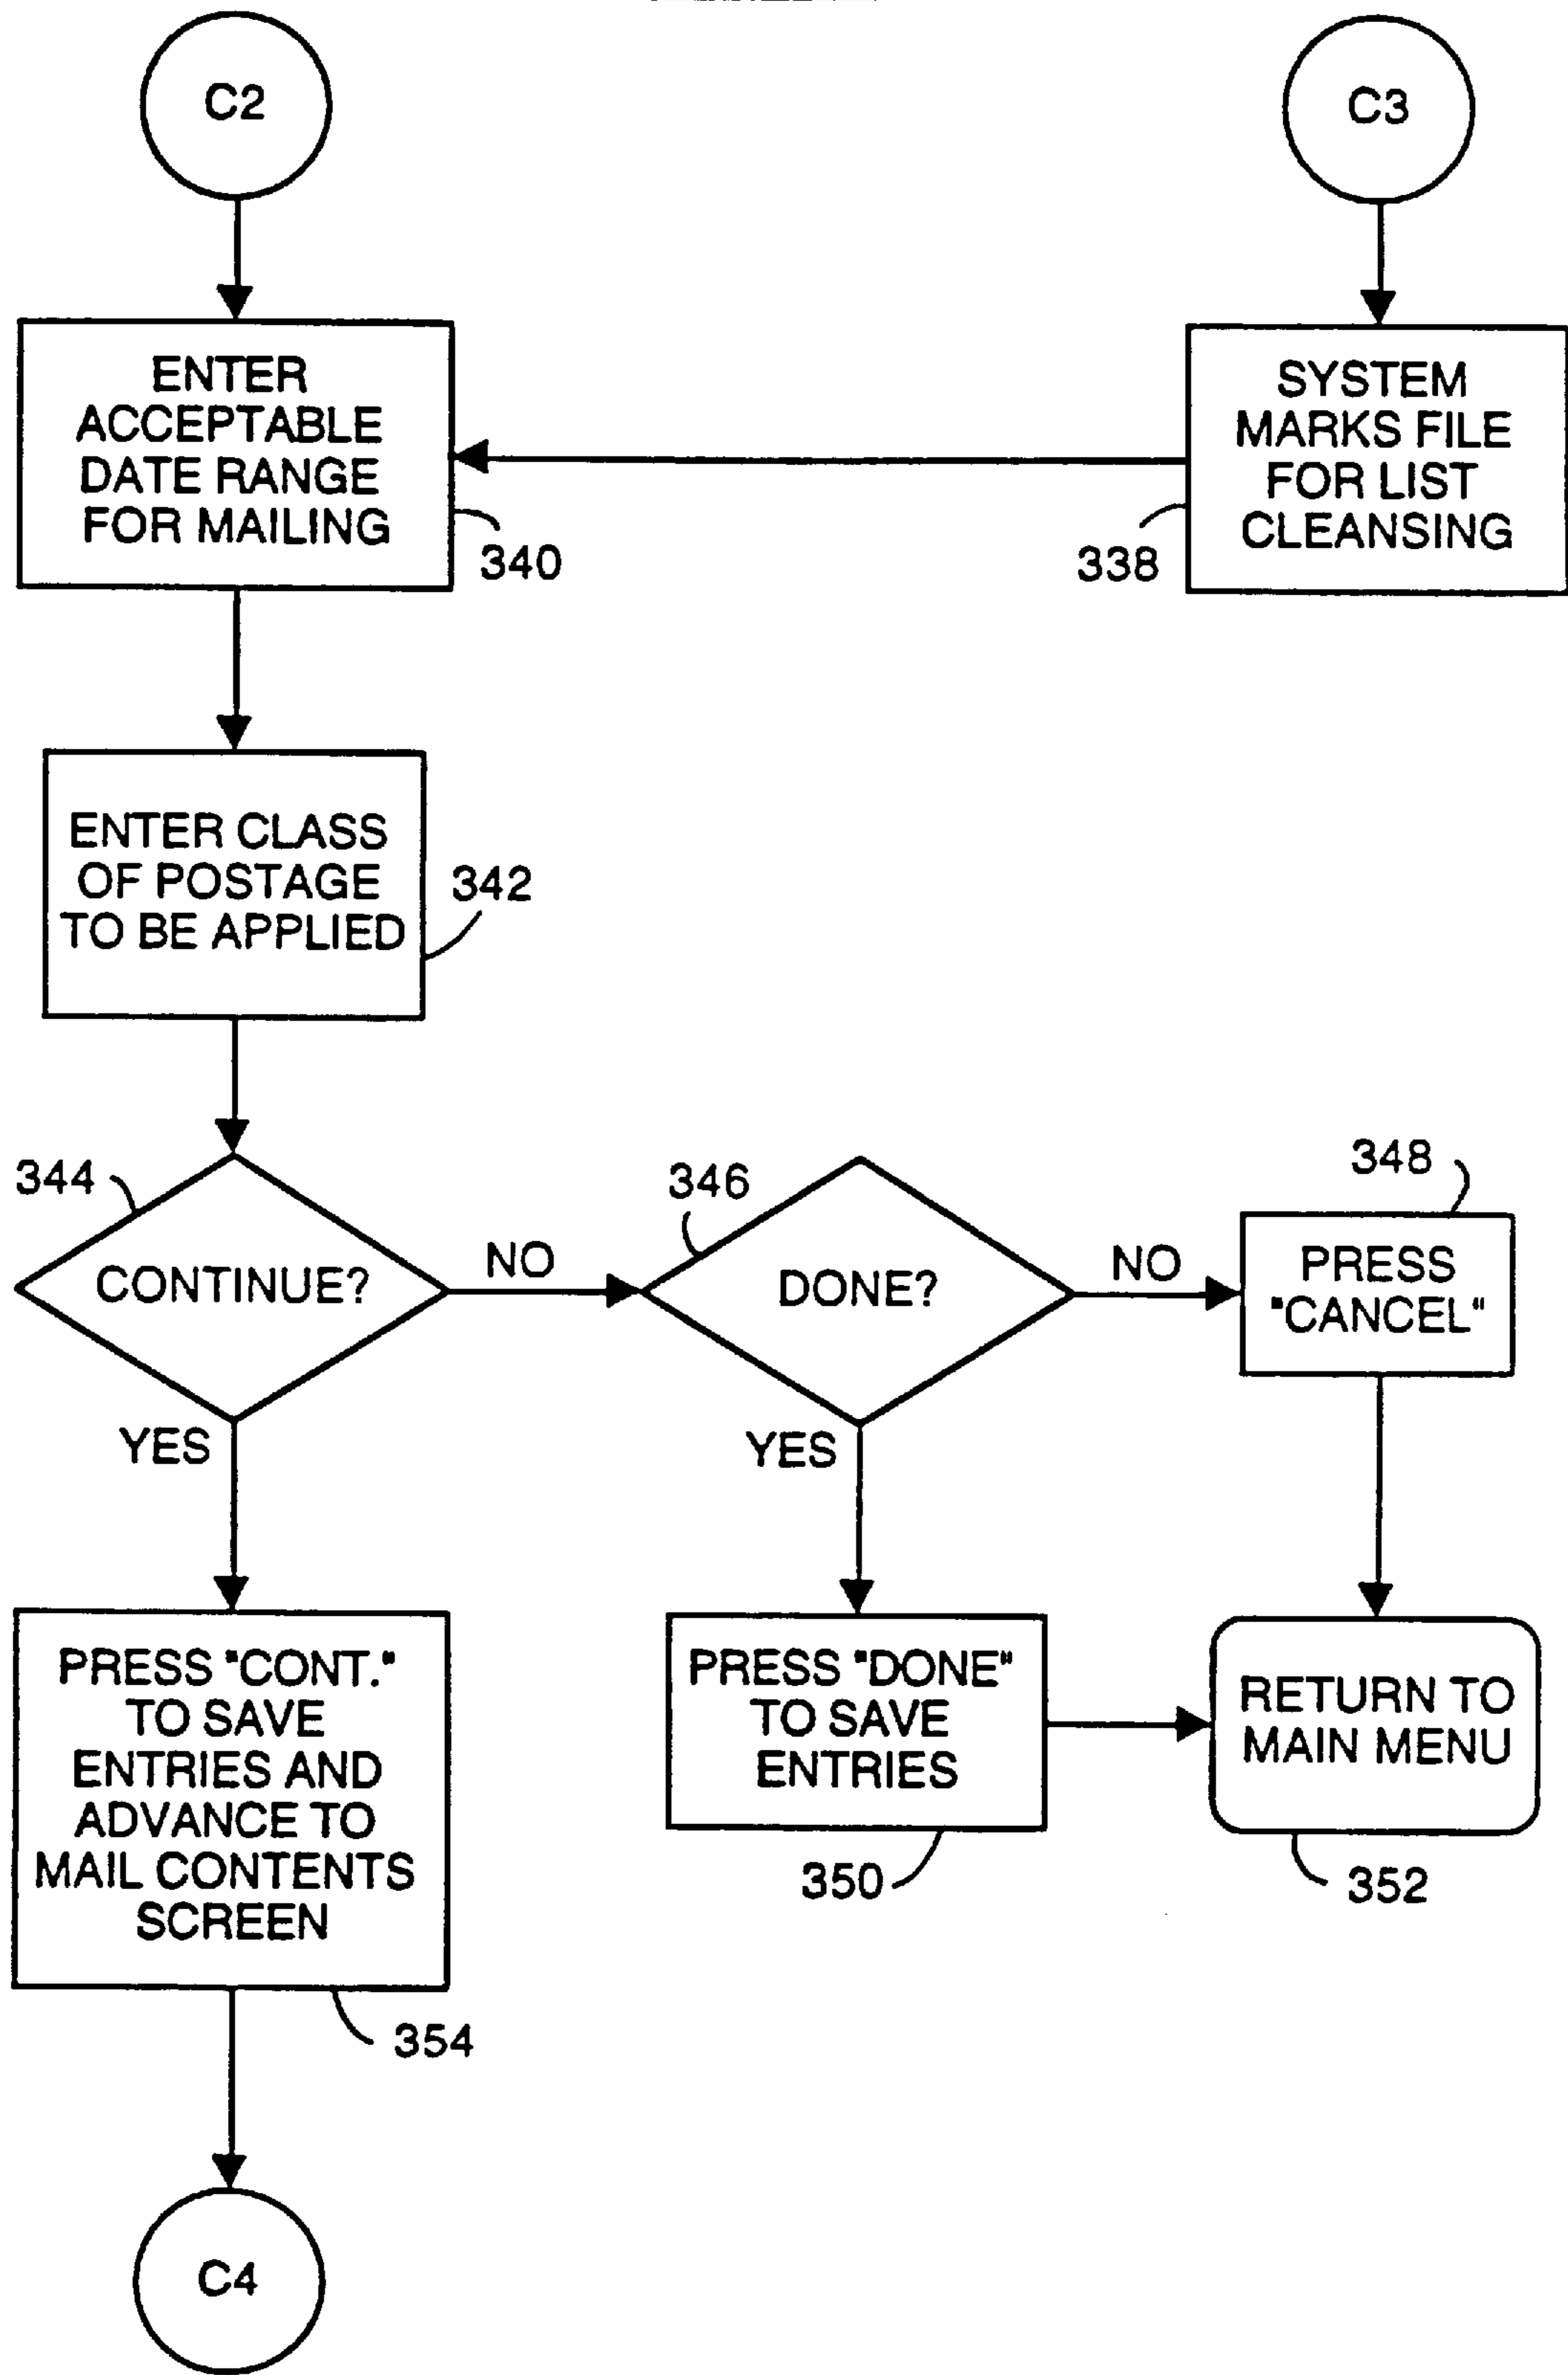 C2
C3
ENTER
ACCEPTABLE
DATE RANGE
FOR MAILING
340
SYSTEM
MARKS FILE
FOR LIST
CLEANSING
338
ENTER CLASS
OF POSTAGE
TO BE APPLIED
342
344
CONTINUE?
NO
YES
346
DONE?
NO
YES
348
PRESS
"CANCEL"
PRESS "CONT."
TO SAVE
ENTRIES AND
ADVANCE TO
MAIL CONTENTS
SCREEN
354
PRESS "DONE"
TO SAVE
ENTRIES
350
RETURN TO
MAIN MENU
352
C4